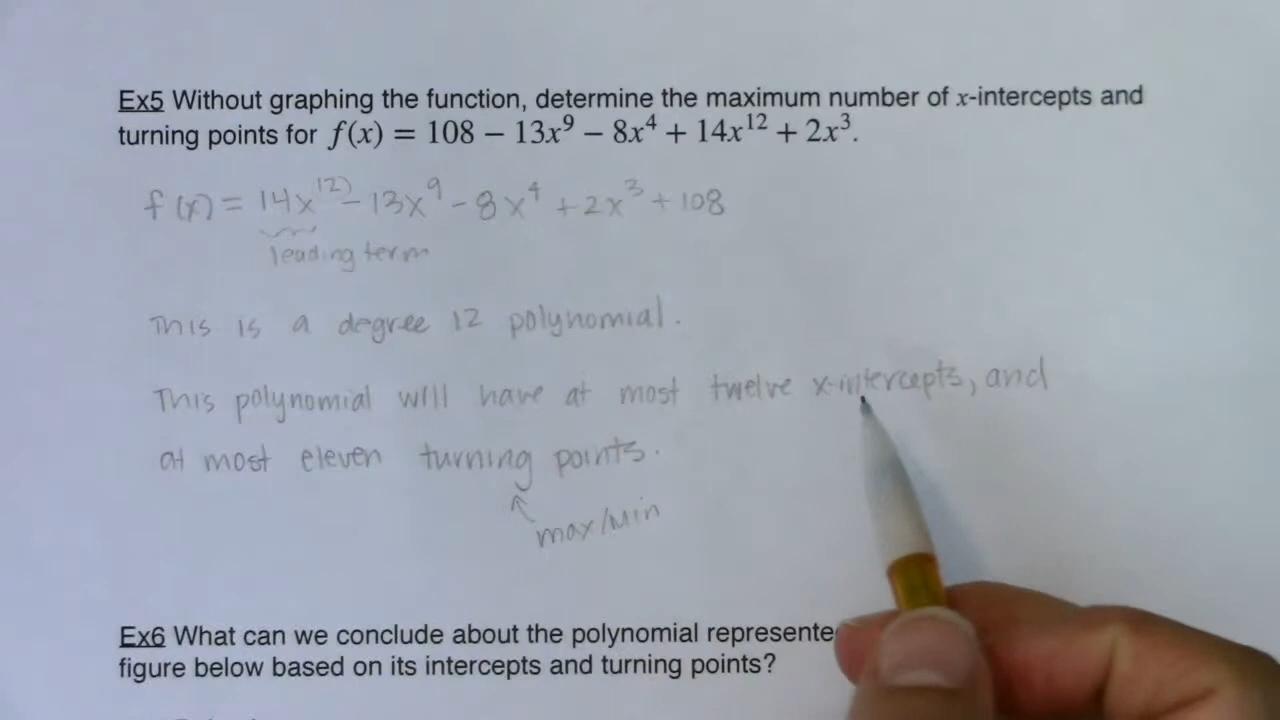 Ex5 Without graphing the function, determine the maximum number of x-intercepts and
turning points for f(x) = 108 − 13x⁹ − 8x⁴ + 14x¹² + 2x³.
f(x) = 14x¹² − 13x⁹ − 8x⁴ + 2x³ + 108
leading term
This is a degree 12 polynomial.
This polynomial will have at most twelve x-intercepts, and
at most eleven turning points.
max/min
Ex6 What can we conclude about the polynomial
figure below based on its intercepts and turning points?